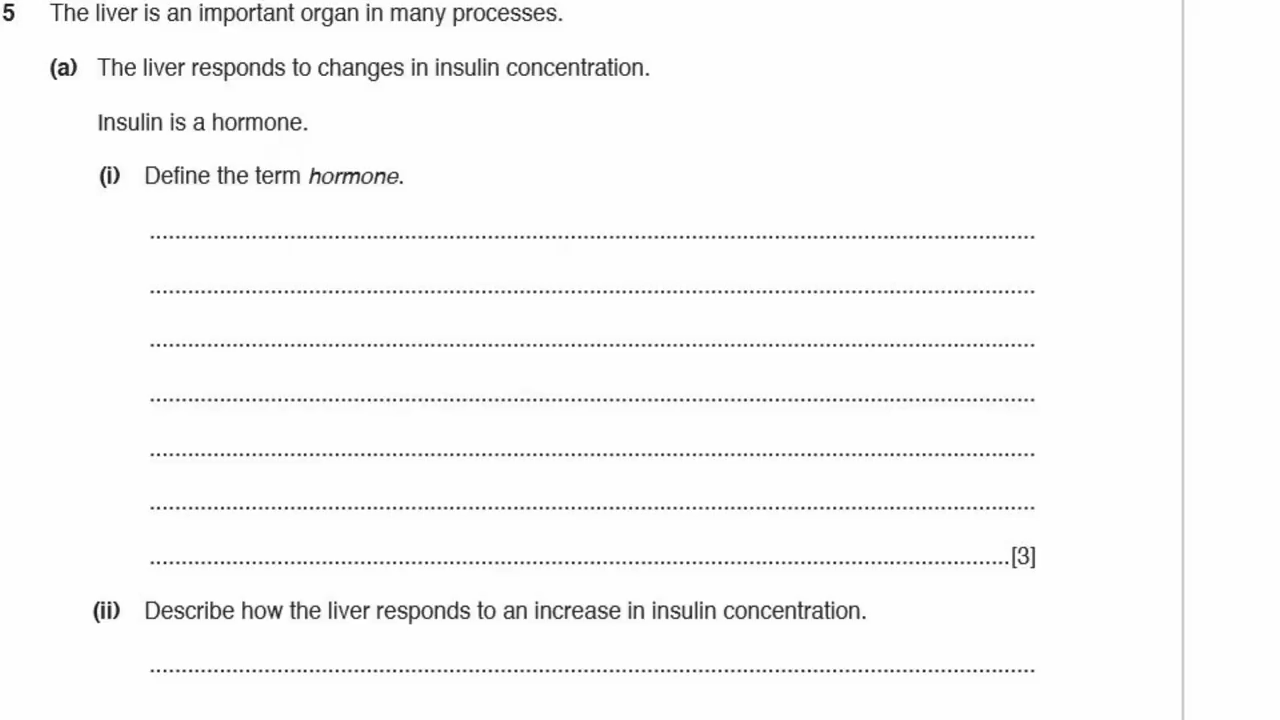 5 The liver is an important organ in many processes.
(a) The liver responds to changes in insulin concentration.
Insulin is a hormone.
(i) Define the term hormone.
..........................................................................................................................................
..........................................................................................................................................
..........................................................................................................................................
..........................................................................................................................................
..........................................................................................................................................
..........................................................................................................................................
......................................................................................................................................[3]
(ii) Describe how the liver responds to an increase in insulin concentration.
..........................................................................................................................................